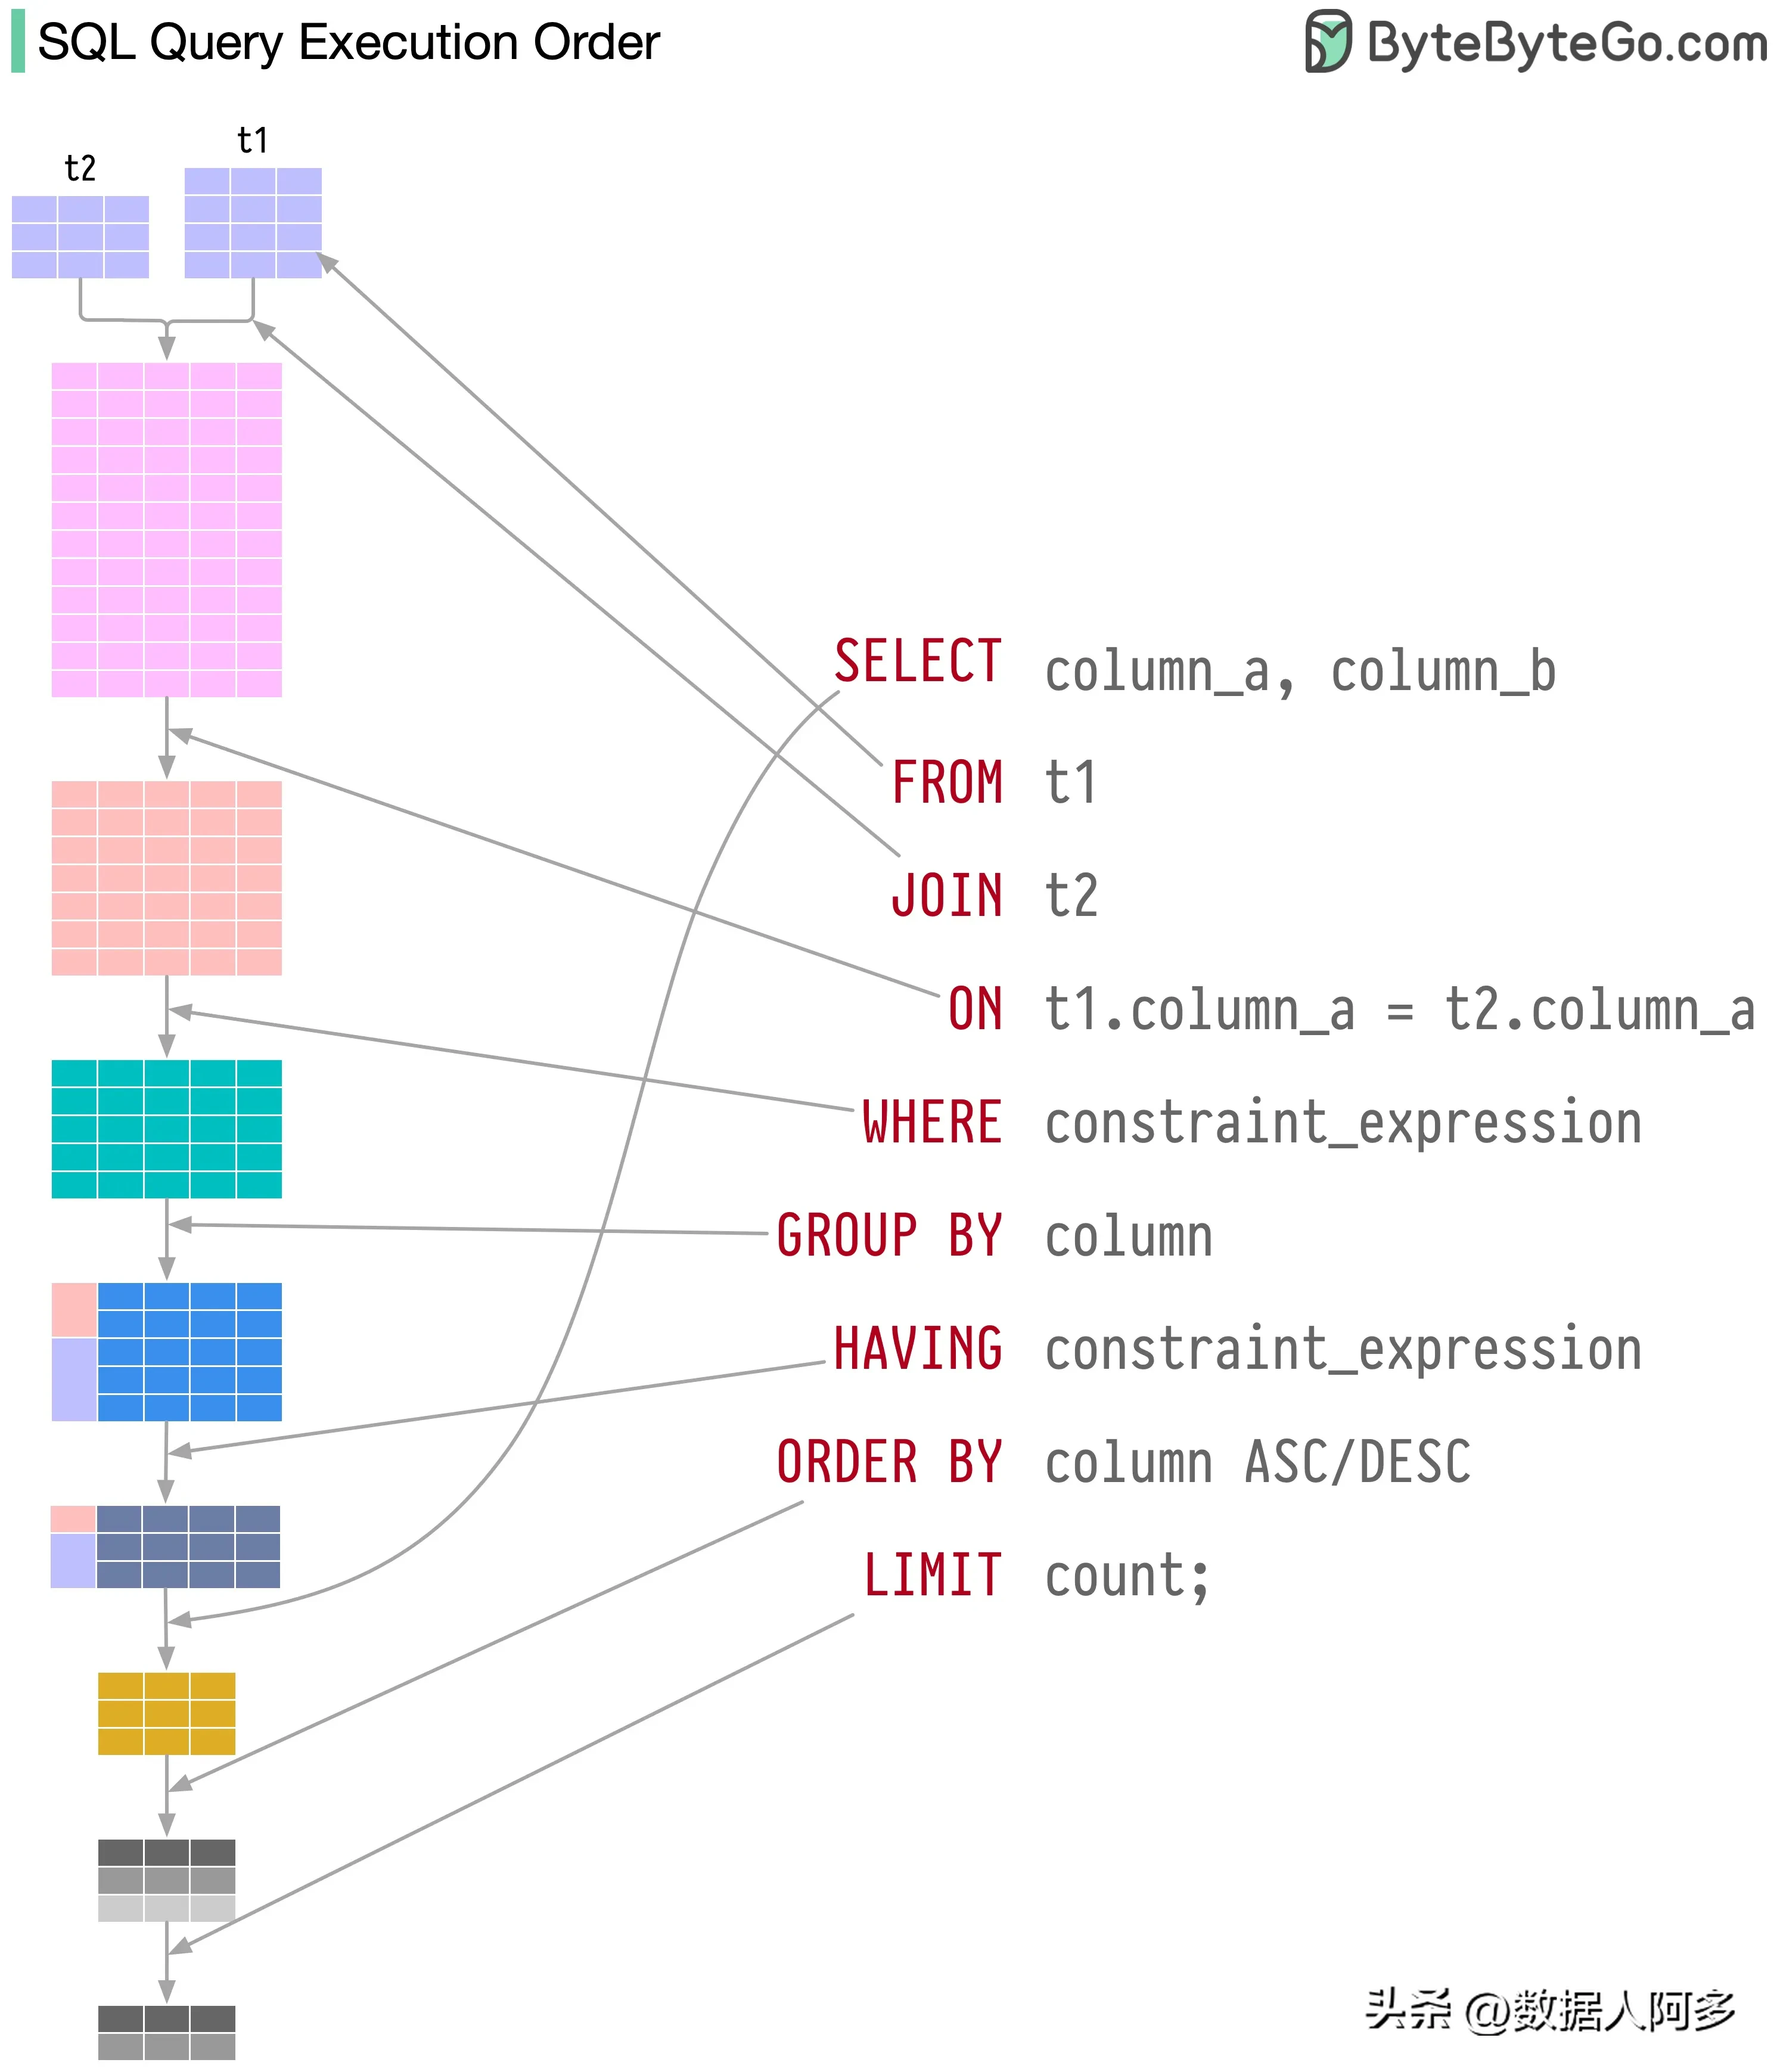 SQL Query Execution Order
ByteByteGo.com
t2
t1
SELECT column_a, column_b
FROM t1
JOIN t2
ON t1.column_a = t2.column_a
WHERE constraint_expression
GROUP BY column
HAVING constraint_expression
ORDER BY column ASC/DESC
LIMIT count;
头条 @数据人阿多